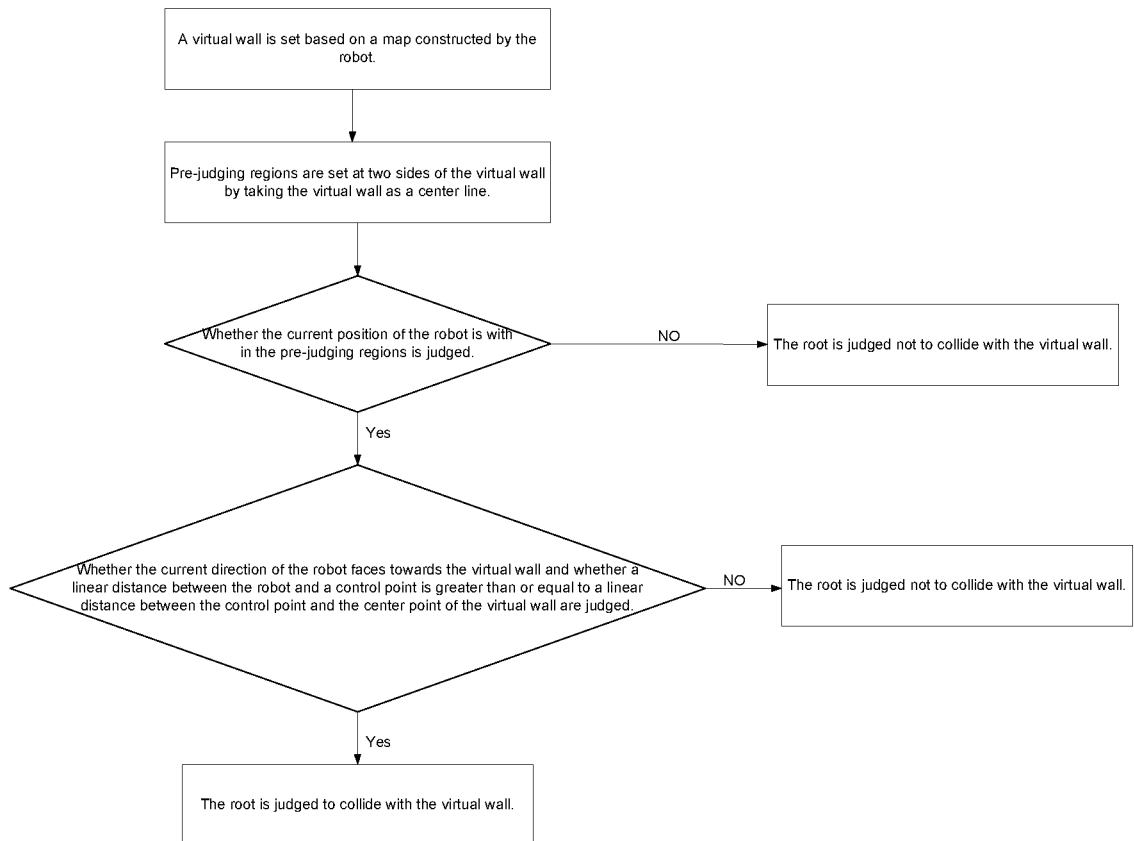 A virtual wall is set based on a map constructed by the
robot.
Pre-judging regions are set at two sides of the virtual wall
by taking the virtual wall as a center line.
Whether the current position of the robot is with
in the pre-judging regions is judged.
NO
The root is judged not to collide with the virtual wall.
Yes
Whether the current direction of the robot faces towards the virtual wall and whether a
linear distance between the robot and a control point is greater than or equal to a linear
distance between the control point and the center point of the virtual wall are judged.
NO
The root is judged not to collide with the virtual wall.
Yes
The root is judged to collide with the virtual wall.